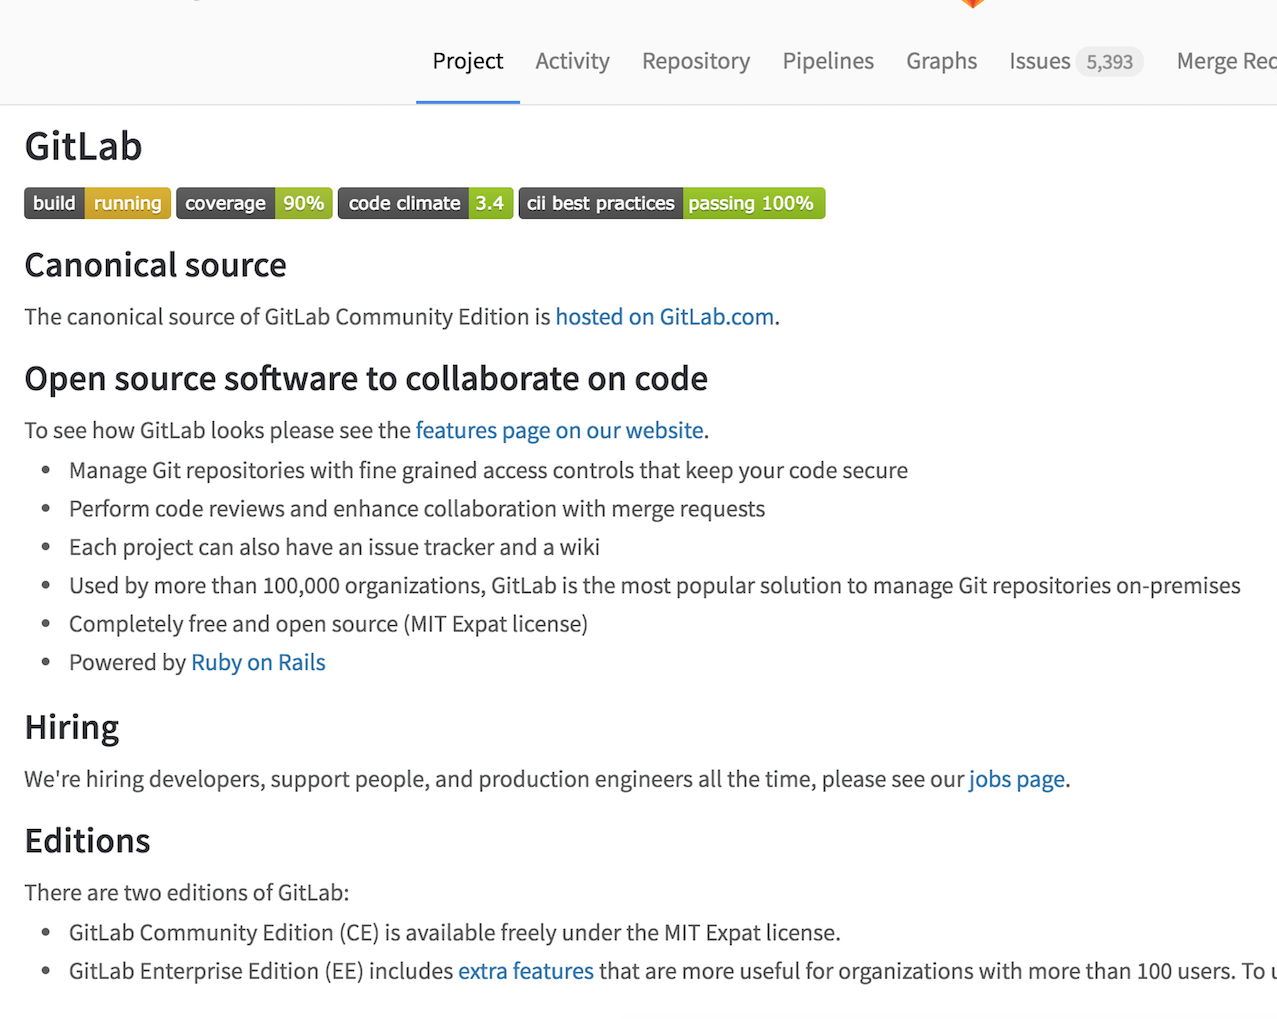 Project Activity Repository Pipelines Graphs Issues 5,393 Merge Rec
GitLab
build running coverage 90% code climate 3.4 cii best practices passing 100%
Canonical source
The canonical source of GitLab Community Edition is hosted on GitLab.com.
Open source software to collaborate on code
To see how GitLab looks please see the features page on our website.
• Manage Git repositories with fine grained access controls that keep your code secure
• Perform code reviews and enhance collaboration with merge requests
• Each project can also have an issue tracker and a wiki
• Used by more than 100,000 organizations, GitLab is the most popular solution to manage Git repositories on-premises
• Completely free and open source (MIT Expat license)
• Powered by Ruby on Rails
Hiring
We're hiring developers, support people, and production engineers all the time, please see our jobs page.
Editions
There are two editions of GitLab:
• GitLab Community Edition (CE) is available freely under the MIT Expat license.
• GitLab Enterprise Edition (EE) includes extra features that are more useful for organizations with more than 100 users. To